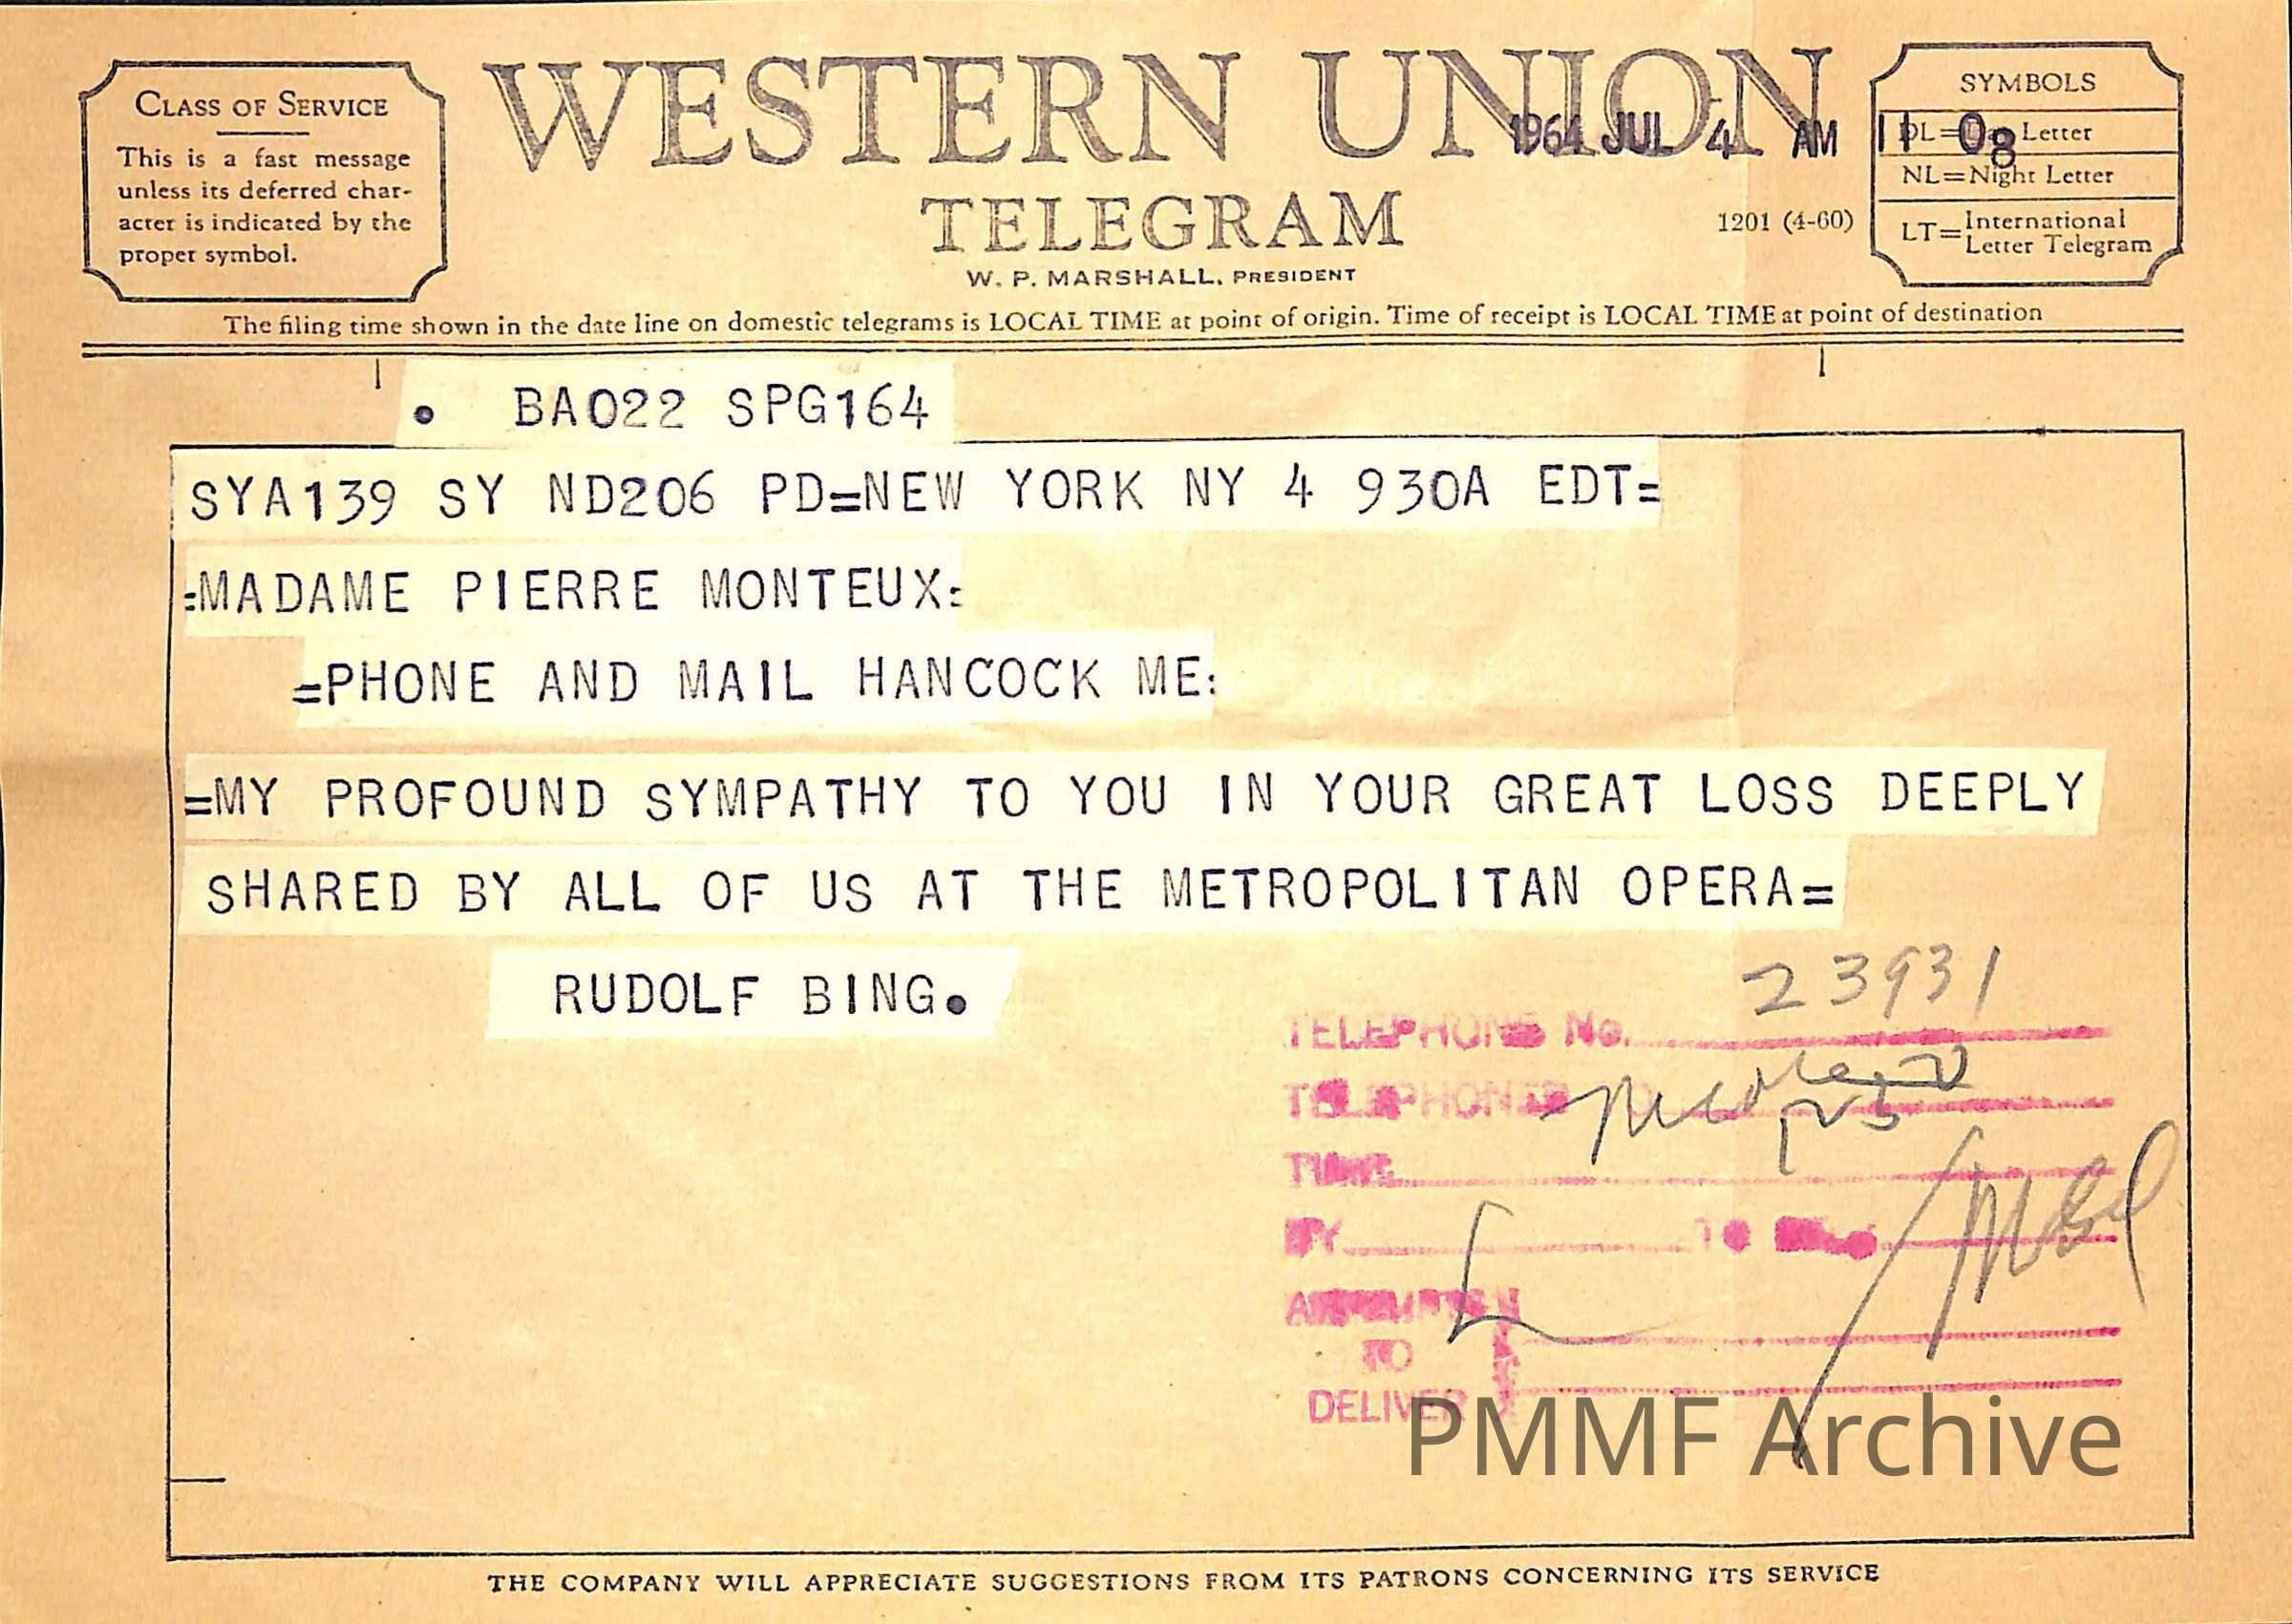 CLASS OF SERVICE
This is a fast message
unless its deferred char-
acter is indicated by the
proper symbol.
WESTERN UNION
TELEGRAM
W. P. MARSHALL, PRESIDENT
1964 JUL 4 AM 11 08
1201 (4-60)
SYMBOLS
DL=Day Letter
NL=Night Letter
LT=International
Letter Telegram
The filing time shown in the date line on domestic telegrams is LOCAL TIME at point of origin. Time of receipt is LOCAL TIME at point of destination
. BA022 SPG164
SYA139 SY ND206 PD=NEW YORK NY 4 930A EDT=
=MADAME PIERRE MONTEUX=
=PHONE AND MAIL HANCOCK ME:
=MY PROFOUND SYMPATHY TO YOU IN YOUR GREAT LOSS DEEPLY
SHARED BY ALL OF US AT THE METROPOLITAN OPERA=
RUDOLF BING.
23931
TELEPHONE No.
TELEPHONED
TIME
BY
ATTEMPTS
TO
DELIVER
PMMF Archive
THE COMPANY WILL APPRECIATE SUGGESTIONS FROM ITS PATRONS CONCERNING ITS SERVICE